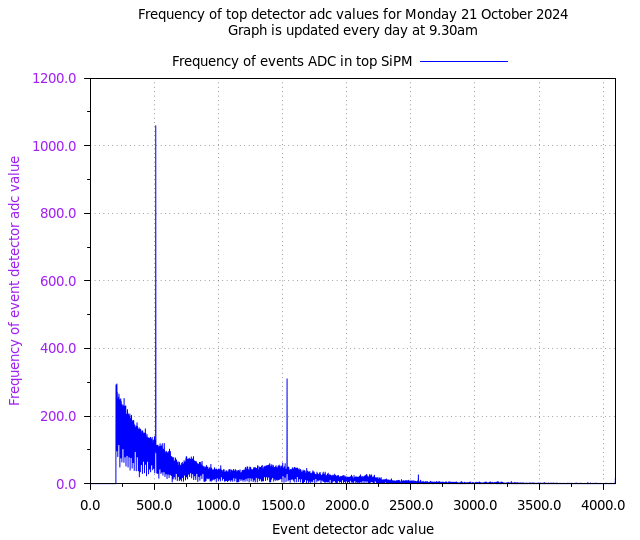 Frequency of top detector adc values for Monday 21 October 2024
Graph is updated every day at 9.30am
Frequency of events ADC in top SiPM
1200.0
1000.0
800.0
600.0
400.0
200.0
0.0
Frequency of event detector adc value
0.0 500.0 1000.0 1500.0 2000.0 2500.0 3000.0 3500.0 4000.0
Event detector adc value